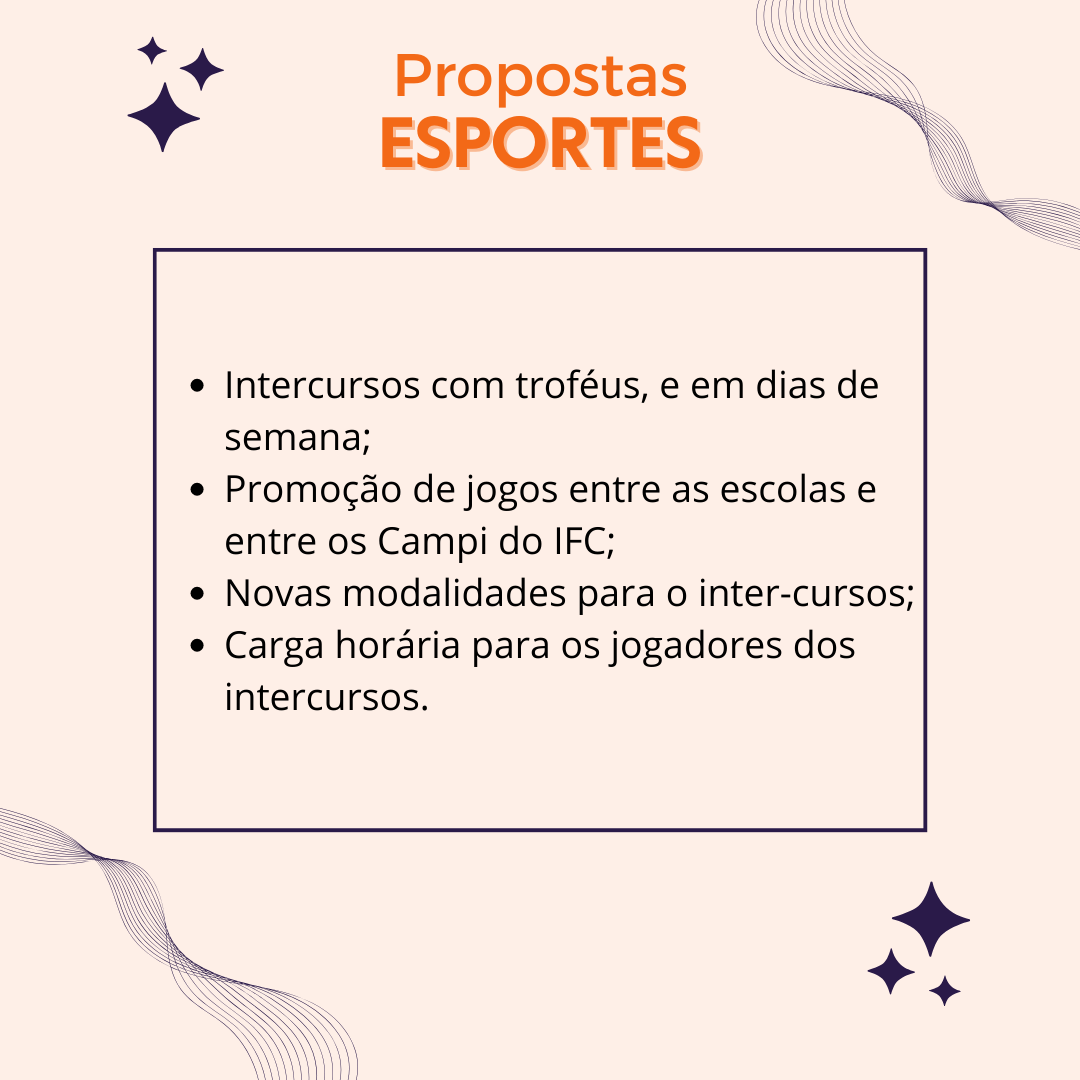 Propostas
ESPORTES
• Intercursos com troféus, e em dias de
semana;
• Promoção de jogos entre as escolas e
entre os Campi do IFC;
• Novas modalidades para o inter-cursos;
• Carga horária para os jogadores dos
intercursos.